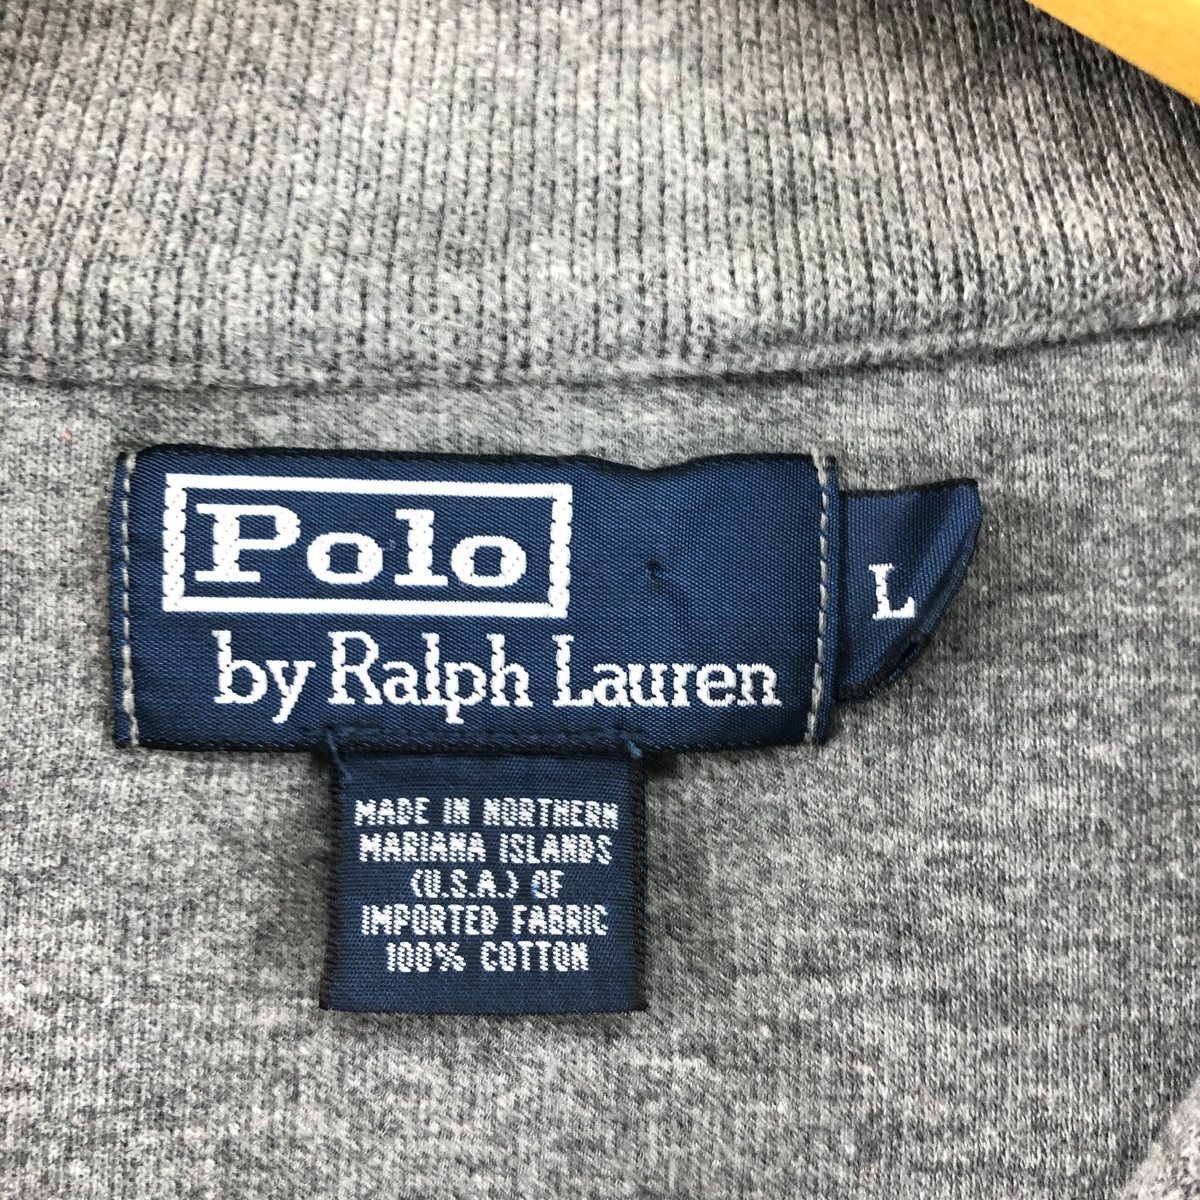 Polo
by Ralph Lauren
L
MADE IN NORTHERN
MARIANA ISLANDS
(U.S.A.) OF
IMPORTED FABRIC
100% COTTON